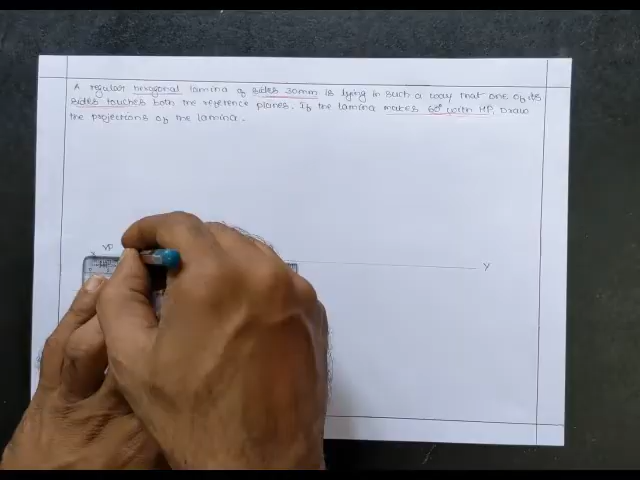 A regular hexagonal lamina of sides 30mm is lying in such a way that one of its
sides touches both the reference planes. If the lamina makes 60° with HP, Draw
the projections of the lamina.
VP
X Y